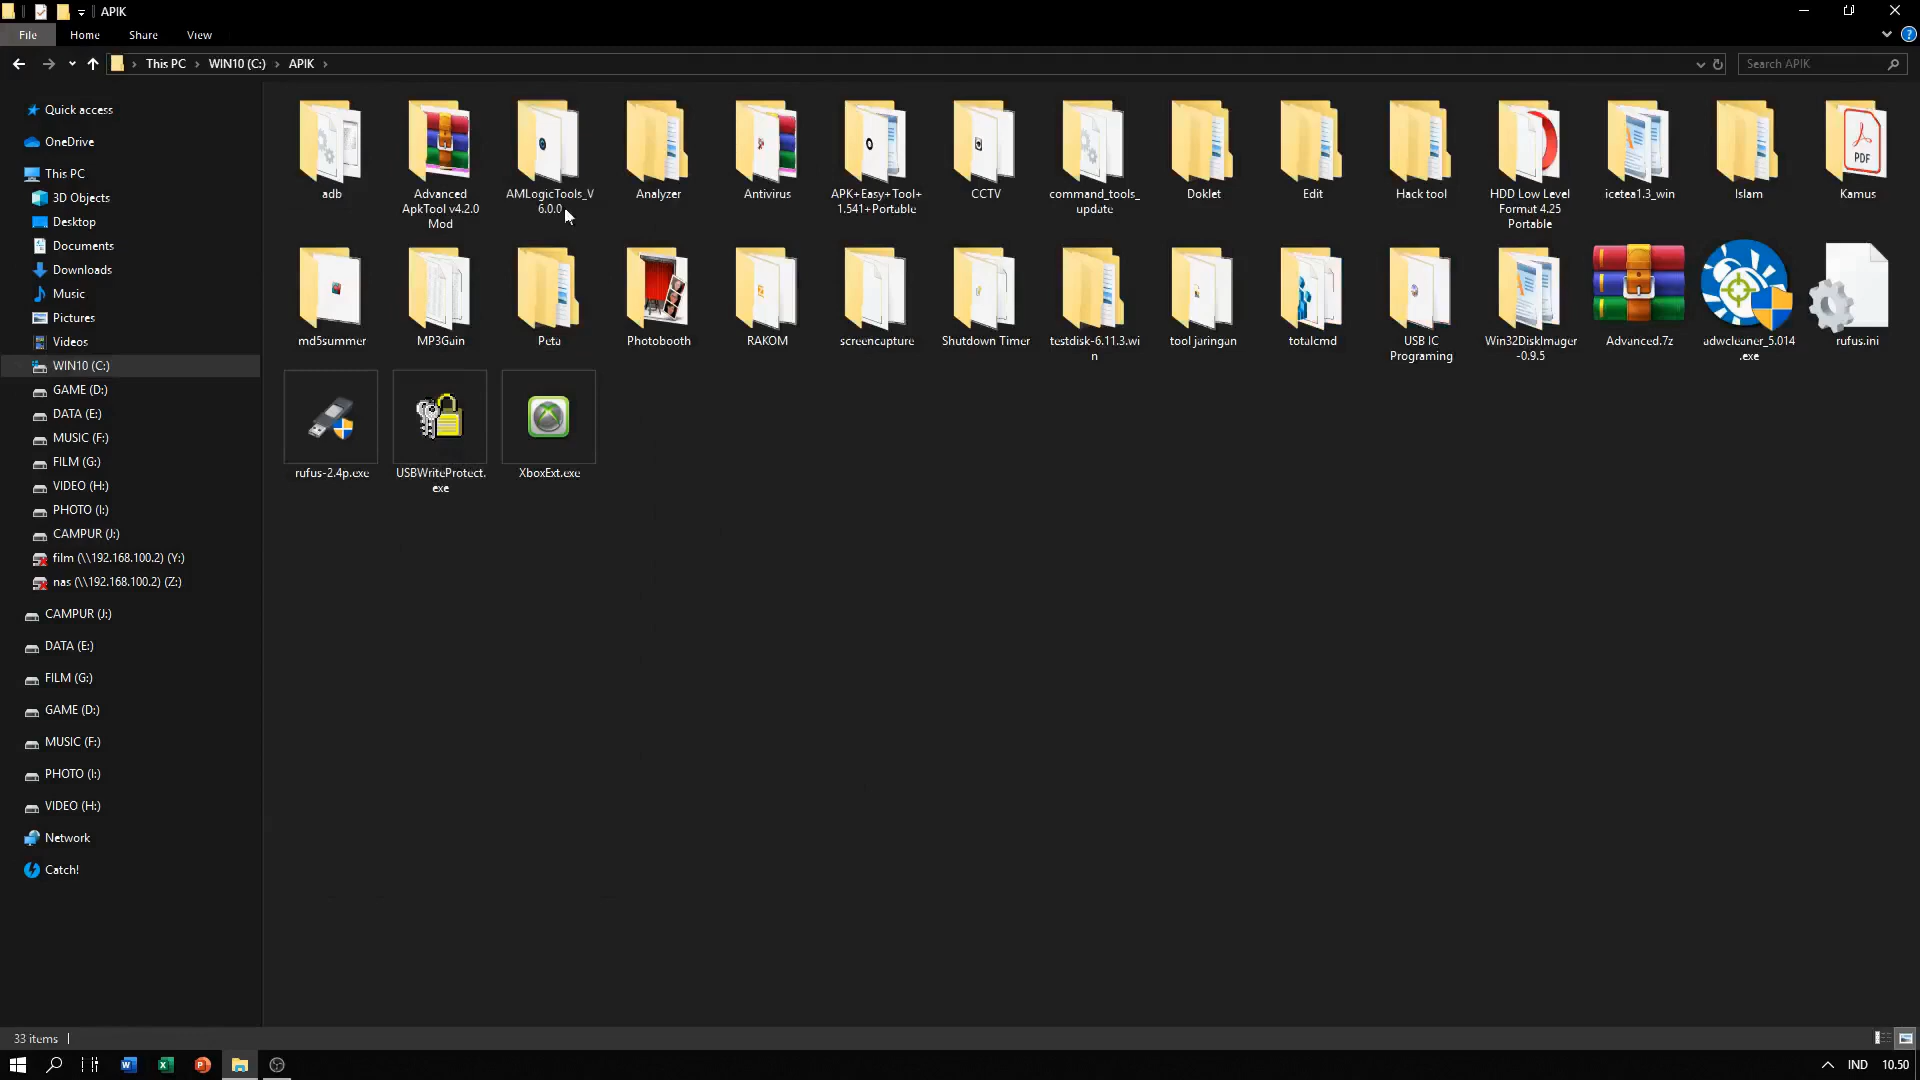 APIK
File Home Share View
This PC WIN10 (C:) APIK
Search APIK
Quick access
OneDrive
This PC
3D Objects
Desktop
Documents
Downloads
Music
Pictures
Videos
WIN10 (C:)
GAME (D:)
DATA (E:)
MUSIC (F:)
FILM (G:)
VIDEO (H:)
PHOTO (I:)
CAMPUR (J:)
film (\\192.168.100.2) (Y:)
nas (\\192.168.100.2) (Z:)
CAMPUR (J:)
DATA (E:)
FILM (G:)
GAME (D:)
MUSIC (F:)
PHOTO (I:)
VIDEO (H:)
Network
Catch!
adb
Advanced
ApkTool v4.2.0
Mod
AMLogicTools_V
6.0.0
Analyzer
Antivirus
APK+Easy+Tool+
1.541+Portable
CCTV
command_tools_
update
Doklet
Edit
Hack tool
HDD Low Level
Format 4.25
Portable
icetea1.3_win
Islam
PDF
Kamus
md5summer
MP3Gain
Peta
Photobooth
RAKOM
screencapture
Shutdown Timer
testdisk-6.11.3.wi
n
tool jaringan
totalcmd
USB IC
Programing
Win32DiskImager
-0.9.5
Advanced.7z
adwcleaner_5.014
.exe
rufus.ini
rufus-2.4p.exe
USBWriteProtect.
exe
XboxExt.exe
33 items
IND 10.50